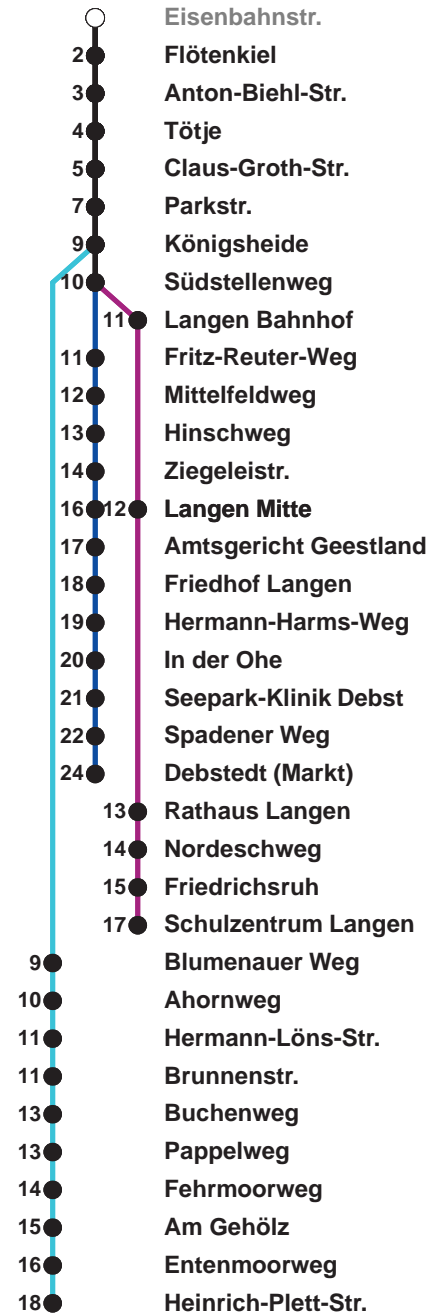 Eisenbahnstr.
2 Flötenkiel
3 Anton-Biehl-Str.
4 Tötje
5 Claus-Groth-Str.
7 Parkstr.
9 Königsheide
10 Südstellenweg
11 Langen Bahnhof
11 Fritz-Reuter-Weg
12 Mittelfeldweg
13 Hinschweg
14 Ziegeleistr.
16 12 Langen Mitte
17 Amtsgericht Geestland
18 Friedhof Langen
19 Hermann-Harms-Weg
20 In der Ohe
21 Seepark-Klinik Debst
22 Spadener Weg
24 Debstedt (Markt)
13 Rathaus Langen
14 Nordeschweg
15 Friedrichsruh
17 Schulzentrum Langen
9 Blumenauer Weg
10 Ahornweg
11 Hermann-Löns-Str.
11 Brunnenstr.
13 Buchenweg
13 Pappelweg
14 Fehrmoorweg
15 Am Gehölz
16 Entenmoorweg
18 Heinrich-Plett-Str.